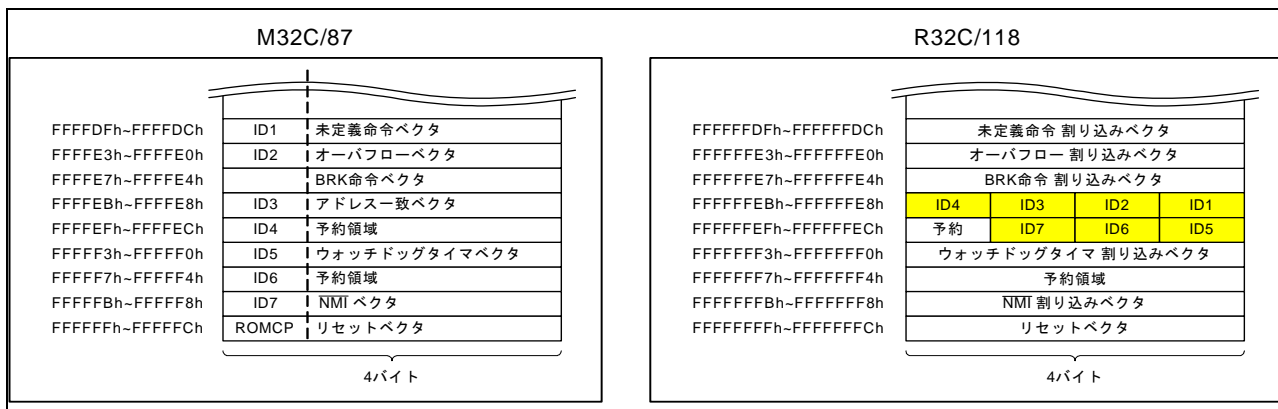 M32C/87
FFFFDFh~FFFFDCh ID1 未定義命令ベクタ
FFFFE3h~FFFFE0h ID2 オーバフローベクタ
FFFFE7h~FFFFE4h BRK命令ベクタ
FFFFEBh~FFFFE8h ID3 アドレス一致ベクタ
FFFFEFh~FFFFECh ID4 予約領域
FFFFF3h~FFFFF0h ID5 ウォッチドッグタイマベクタ
FFFFF7h~FFFFF4h ID6 予約領域
FFFFFBh~FFFFF8h ID7 NMI ベクタ
FFFFFFh~FFFFFCh ROMCP リセットベクタ
4バイト
R32C/118
FFFFFFDFh~FFFFFFDCh 未定義命令 割り込みベクタ
FFFFFFE3h~FFFFFFE0h オーバフロー 割り込みベクタ
FFFFFFE7h~FFFFFFE4h BRK命令 割り込みベクタ
FFFFFFEBh~FFFFFFE8h ID4 ID3 ID2 ID1
FFFFFFEFh~FFFFFFECh 予約 ID7 ID6 ID5
FFFFFFF3h~FFFFFFF0h ウォッチドッグタイマ 割り込みベクタ
FFFFFFF7h~FFFFFFF4h 予約領域
FFFFFFFBh~FFFFFFF8h NMI 割り込みベクタ
FFFFFFFFh~FFFFFFFCh リセットベクタ
4バイト